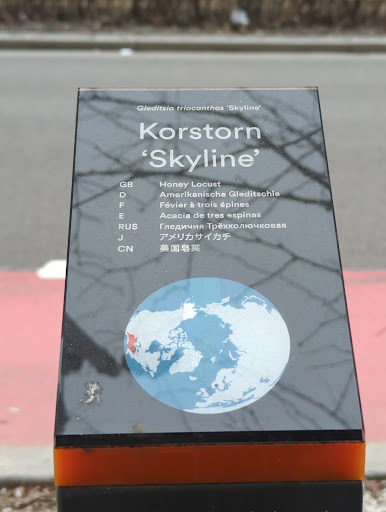 Gleditsia triacanthos 'Skyline'
Korstorn
‘Skyline’
GB Honey Locust
D Amerikanische Gleditschie
F Févier à trois épines
E Acacia de tres espinas
RUS Гледичия Трёхколючковая
J アメリカサイカチ
CN 美国皂荚